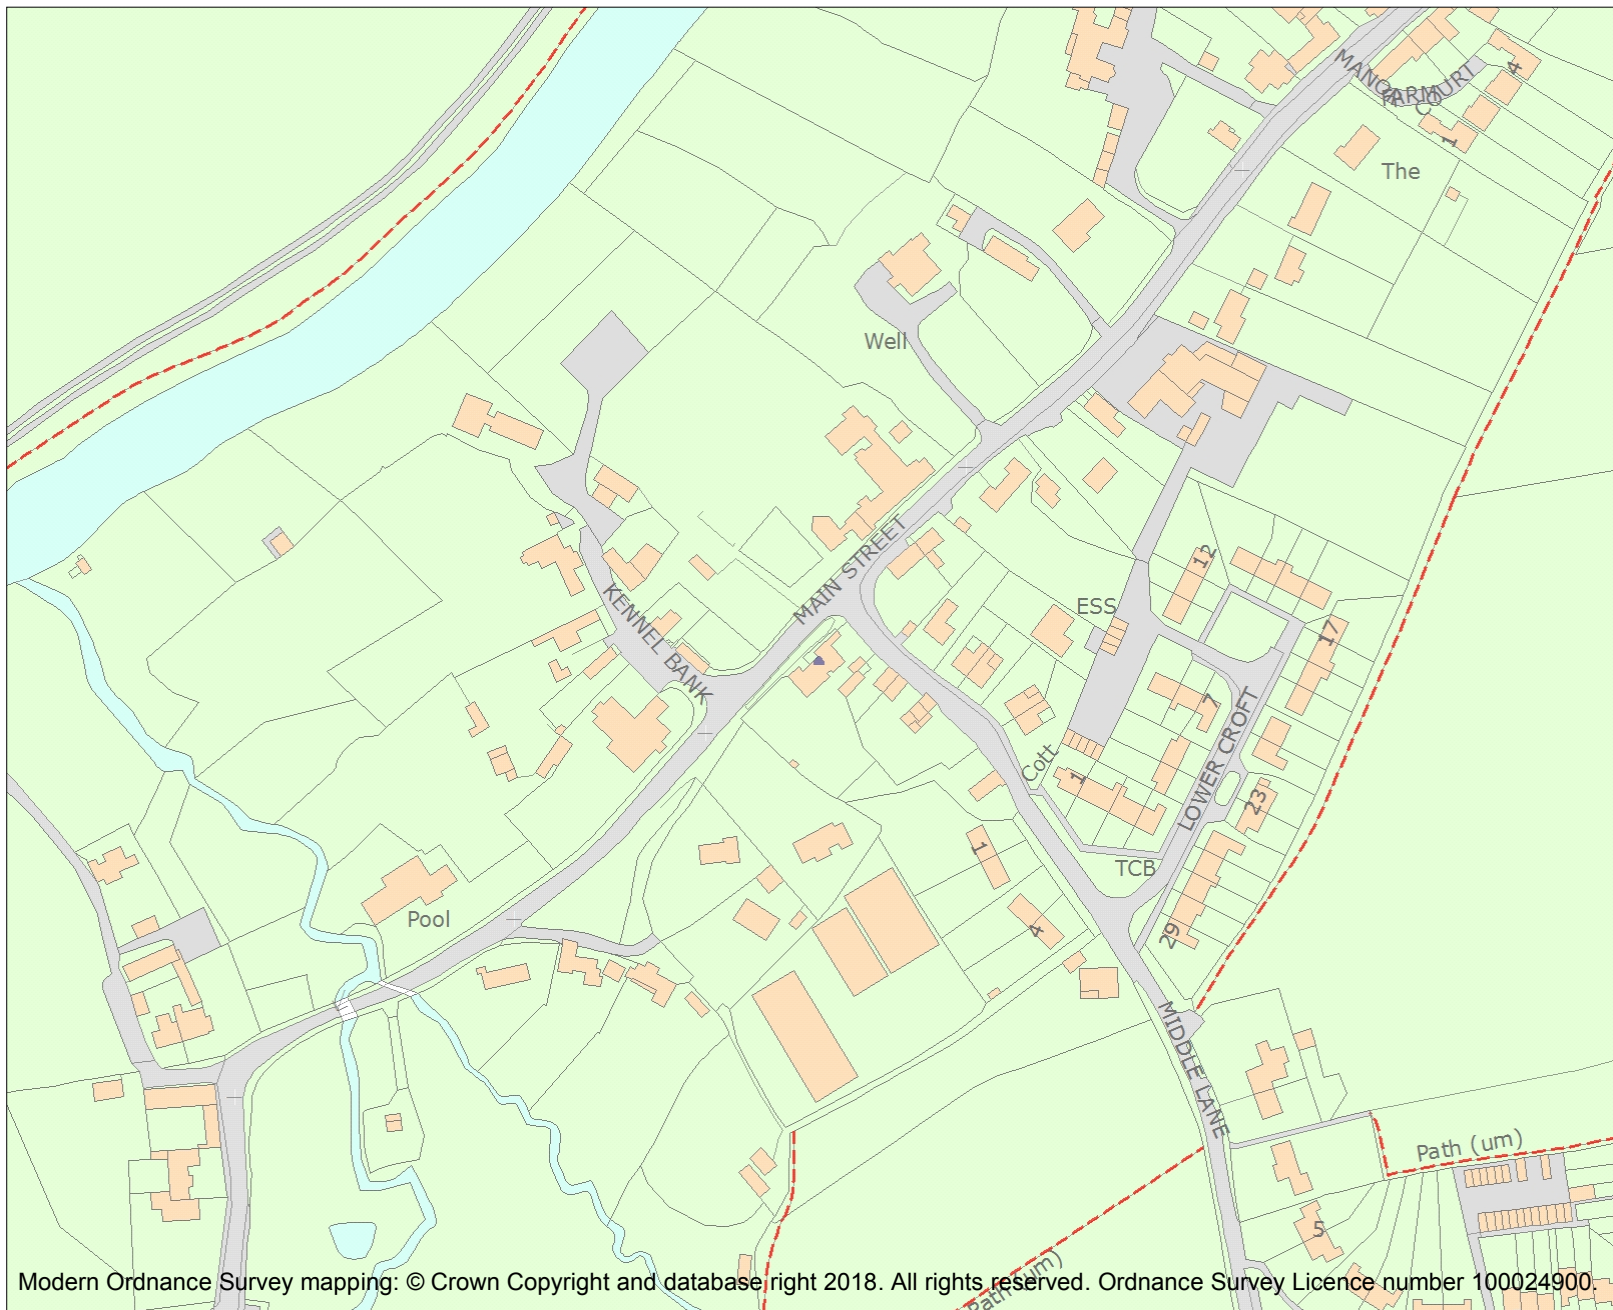 MANOR
FARM
COURT
4
1
The
Well
MAIN STREET
12
ESS
KENNEL BANK
17
7
Cott
1
LOWER CROFT
23
1
TCB
Pool
4
29
MIDDLE LANE
Path (um)
5
Path (um)
Modern Ordnance Survey mapping: © Crown Copyright and database right 2018. All rights reserved. Ordnance Survey Licence number 100024900.